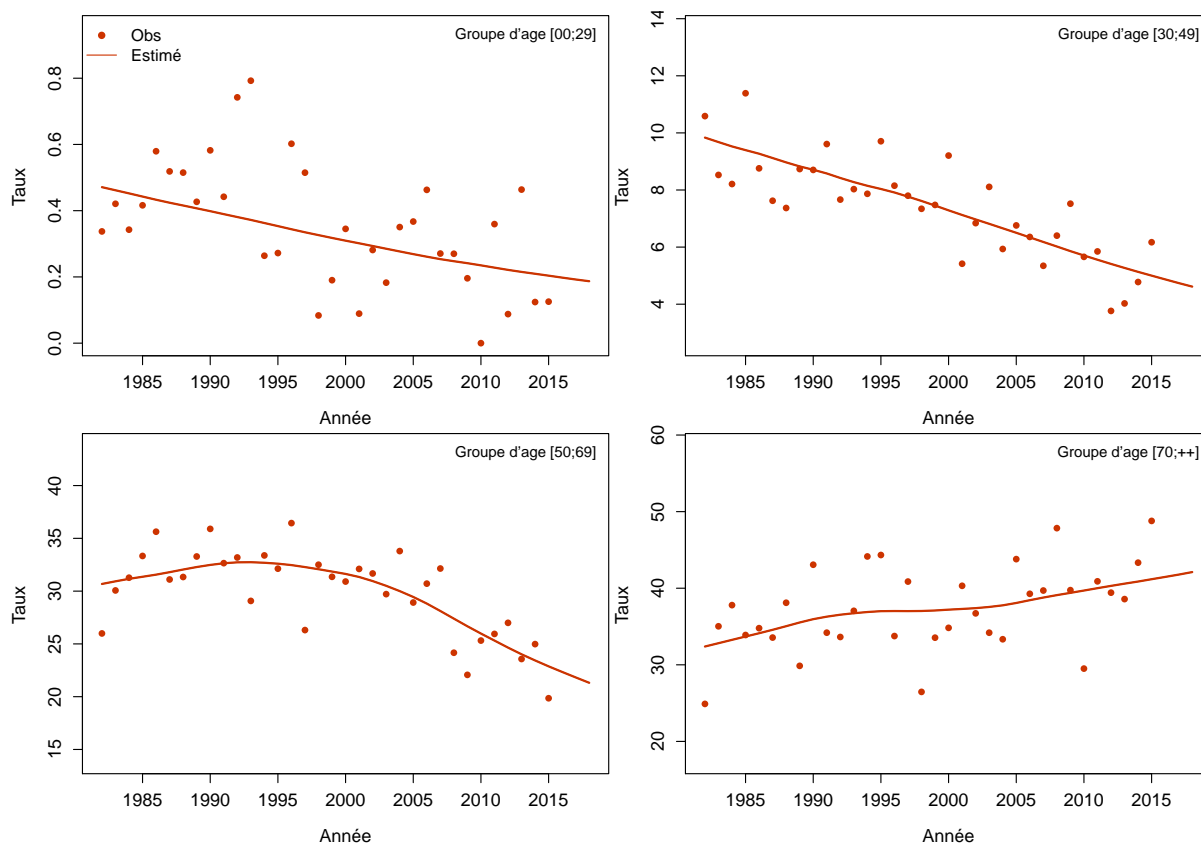 Obs
Estimé
Groupe d'age [00;29]
Taux
0.8
0.6
0.4
0.2
0.0
1985 1990 1995 2000 2005 2010 2015
Année
Groupe d'age [30;49]
Taux
14
12
10
8
6
4
1985 1990 1995 2000 2005 2010 2015
Année
Groupe d'age [50;69]
Taux
40
35
30
25
20
15
1985 1990 1995 2000 2005 2010 2015
Année
Groupe d'age [70;++]
Taux
60
50
40
30
20
1985 1990 1995 2000 2005 2010 2015
Année